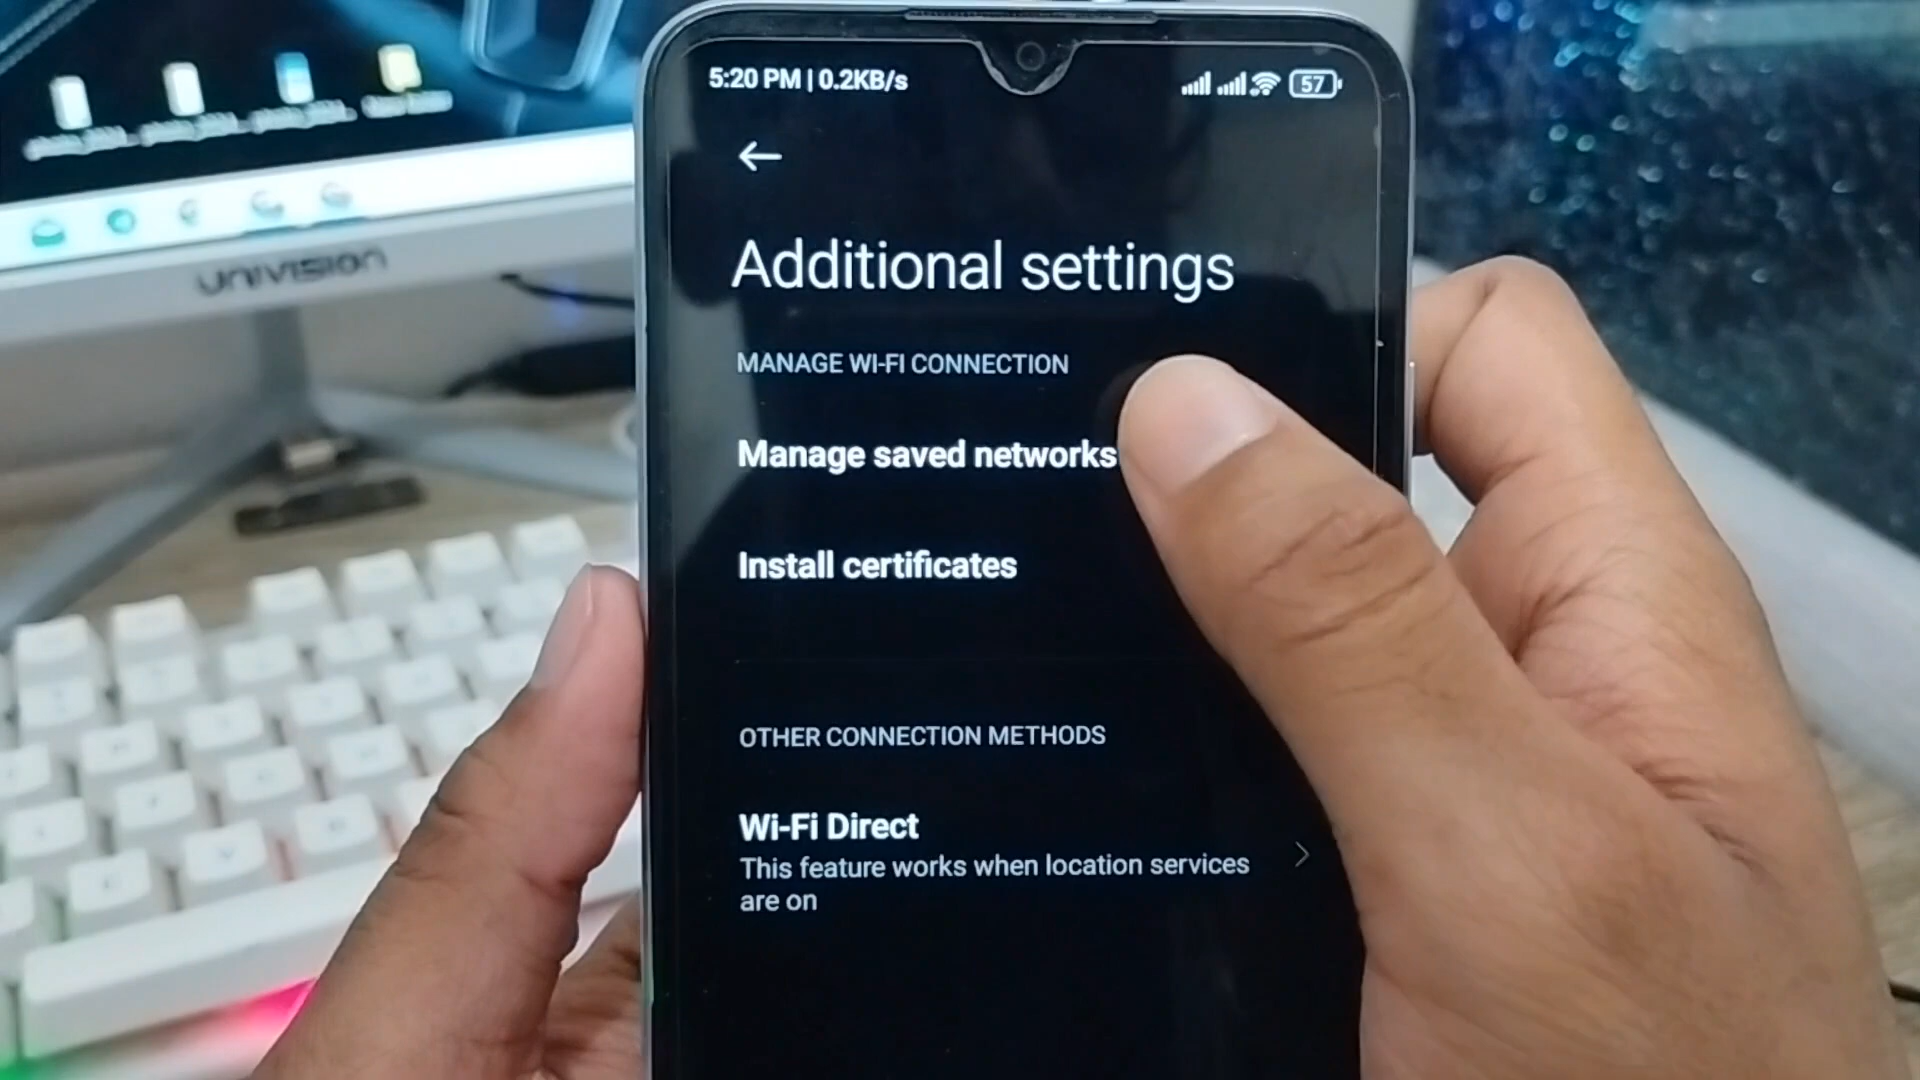 5:20 PM | 0.2KB/s
57
Additional settings
MANAGE WI-FI CONNECTION
Manage saved networks
Install certificates
OTHER CONNECTION METHODS
Wi-Fi Direct
This feature works when location services
are on
UNIVISION